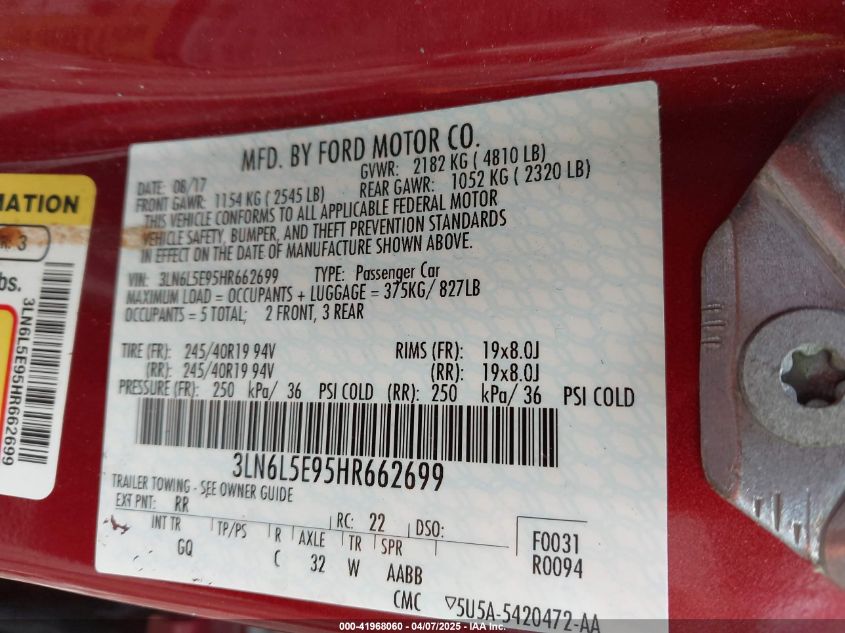 MFD. BY FORD MOTOR CO.
DATE: 08/17
GVWR: 2182 KG ( 4810 LB)
FRONT GAWR: 1154 KG ( 2545 LB)
REAR GAWR: 1052 KG ( 2320 LB)
THIS VEHICLE CONFORMS TO ALL APPLICABLE FEDERAL MOTOR
VEHICLE SAFETY, BUMPER, AND THEFT PREVENTION STANDARDS
IN EFFECT ON THE DATE OF MANUFACTURE SHOWN ABOVE.
VIN: 3LN6L5E95HR662699 TYPE: Passenger Car
MAXIMUM LOAD = OCCUPANTS + LUGGAGE = 375KG/ 827LB
OCCUPANTS = 5 TOTAL; 2 FRONT, 3 REAR
TIRE (FR): 245/40R19 94V RIMS (FR): 19x8.0J
(RR): 245/40R19 94V (RR): 19x8.0J
PRESSURE (FR): 250 kPa/ 36 PSI COLD (RR): 250 kPa/ 36 PSI COLD
3LN6L5E95HR662699
TRAILER TOWING - SEE OWNER GUIDE
EXT PNT: RR RC: 22 DSO:
INT TR TP/PS R AXLE TR SPR
GQ C 32 W AABB
F0031
R0094
CMC ▽5U5A-5420472-AA
MATION
3
bs.
3LN6L5E95HR662699
000-41968060 - 04/07/2025 - IAA, Inc.